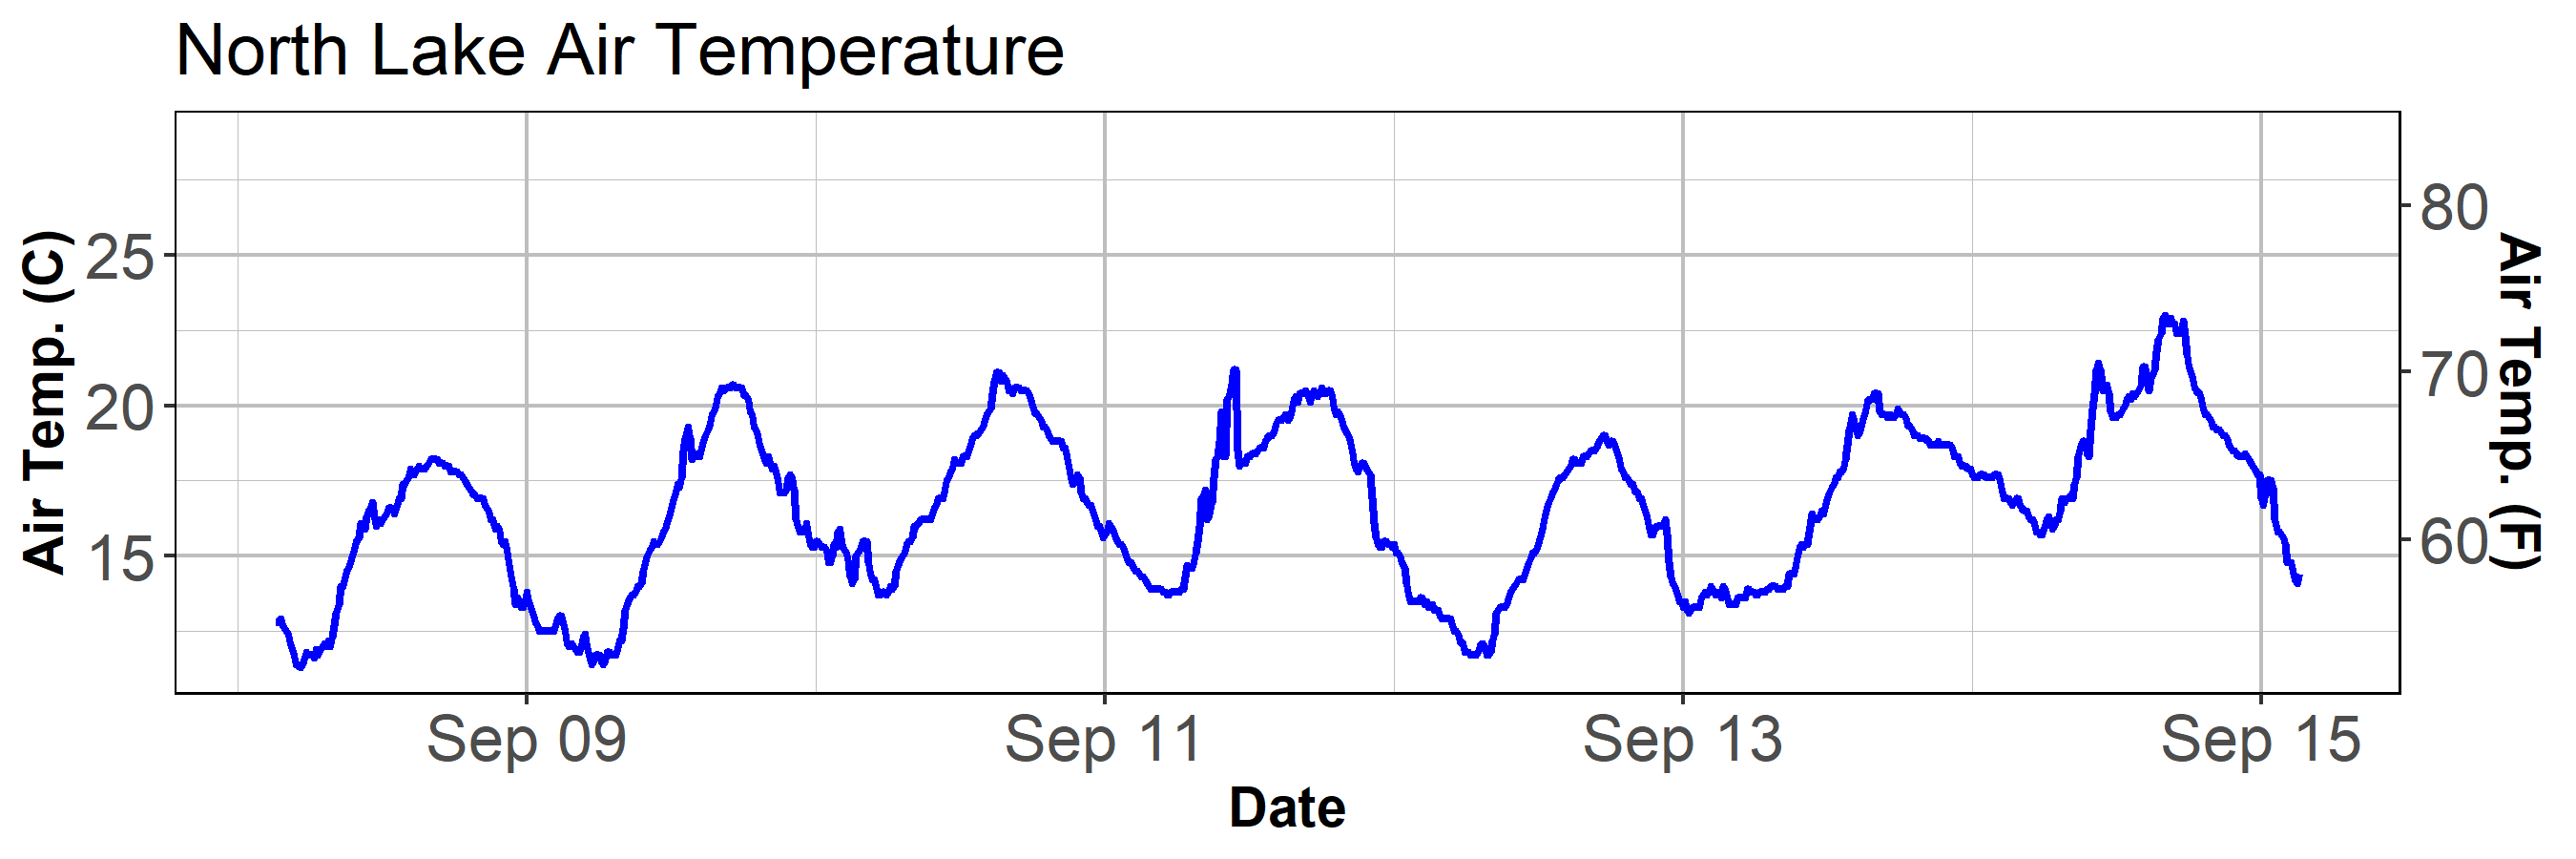 North Lake Air Temperature
Air Temp. (C)
25
20
15
80
70
60
Air Temp. (F)
Sep 09 Sep 11 Sep 13 Sep 15
Date